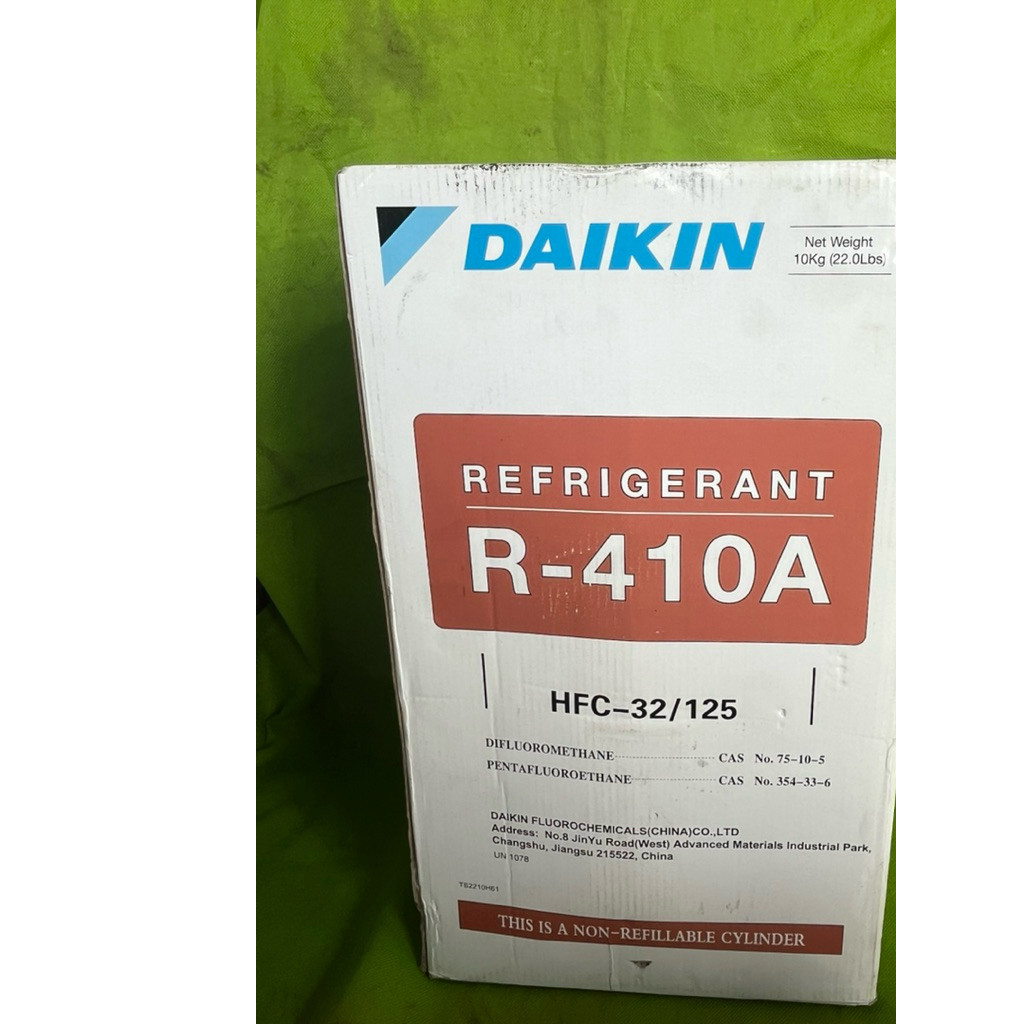 DAIKIN
Net Weight
10Kg (22.0Lbs)
REFRIGERANT
R-410A
HFC-32/125
DIFLUOROMETHANE CAS No. 75-10-5
PENTAFLUOROETHANE CAS No. 354-33-6
DAIKIN FLUOROCHEMICALS(CHINA)CO.,LTD
Address: No.8 JinYu Road(West) Advanced Materials Industrial Park,
Changshu, Jiangsu 215522, China
UN 1078
TS2210H61
THIS IS A NON-REFILLABLE CYLINDER